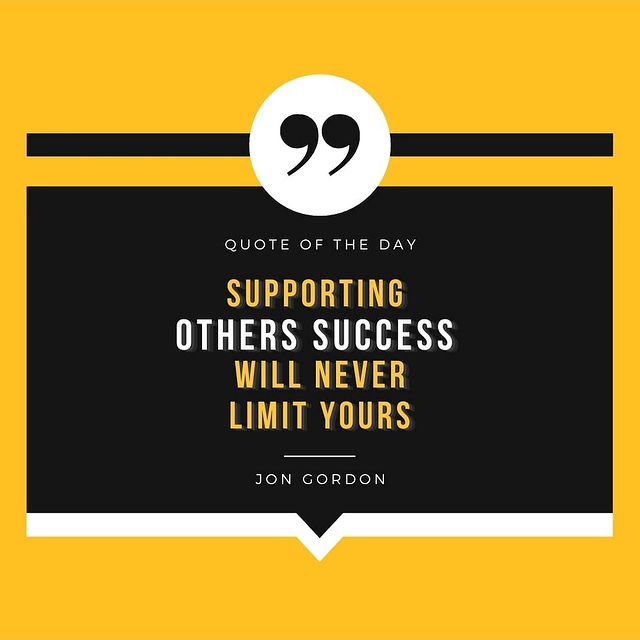 ”
QUOTE OF THE DAY
SUPPORTING
OTHERS SUCCESS
WILL NEVER
LIMIT YOURS
JON GORDON